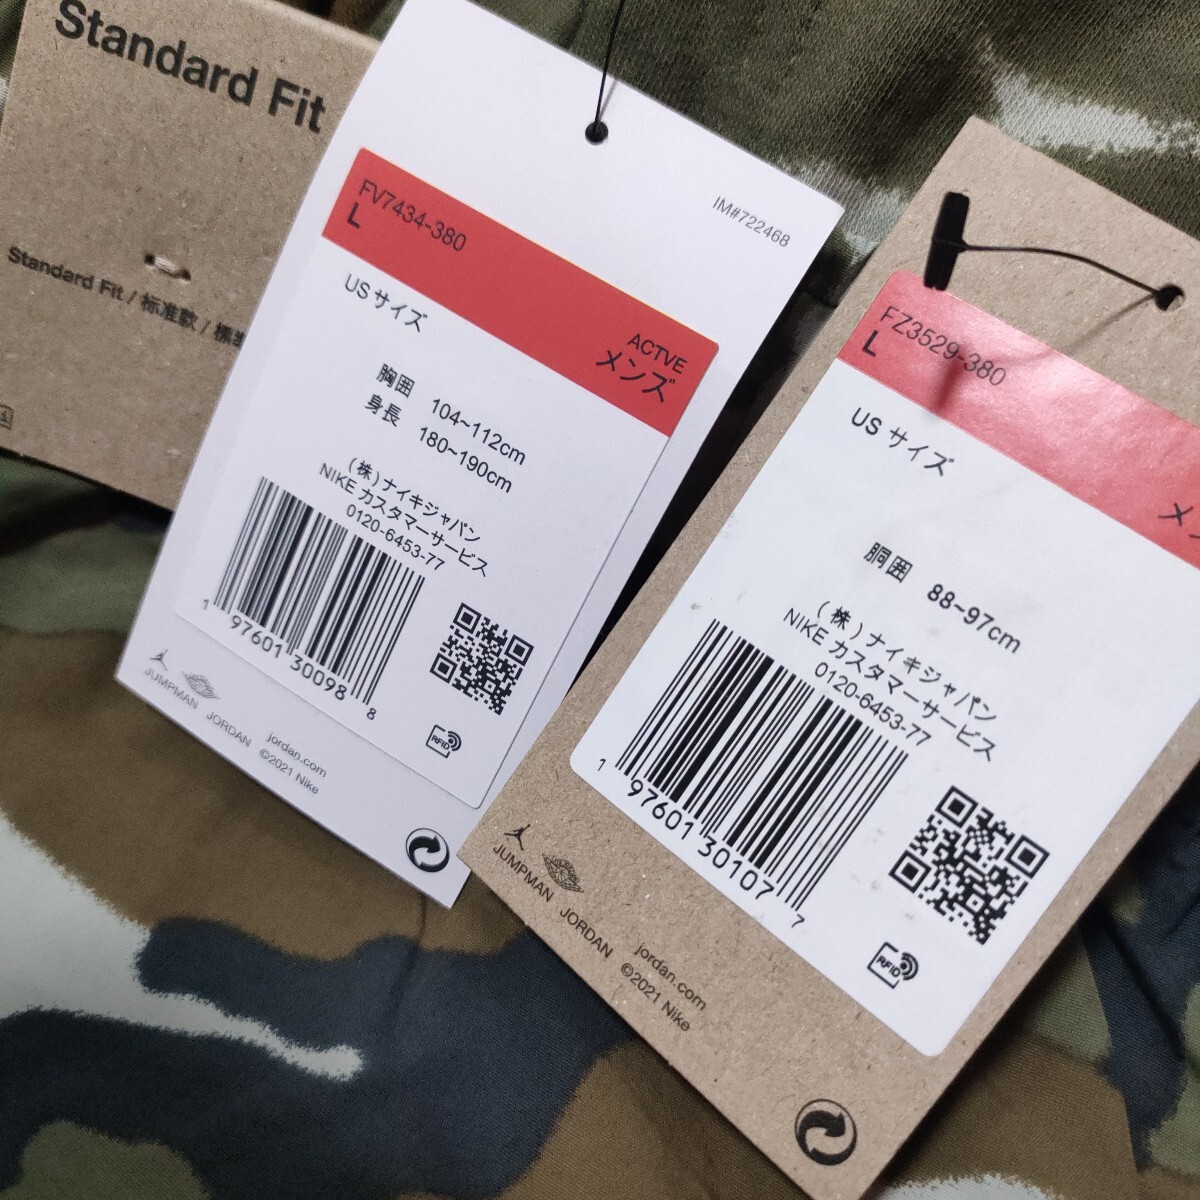 Standard Fit
Standard Fit / 标准款 / 標準
IM#722468
FV7434-380
L
ACTVE
メンズ
US サイズ
胸囲 104~112cm
身長 180~190cm
(株)ナイキジャパン
NIKE カスタマーサービス
0120-6453-77
1 97601 30098 8
RFID
JUMPMAN JORDAN
jordan.com
©2021 Nike
FZ3529-380
L
US サイズ
胴囲 88~97cm
(株)ナイキジャパン
NIKE カスタマーサービス
0120-6453-77
1 97601 30107 7
RFID
JUMPMAN JORDAN
jordan.com
©2021 Nike